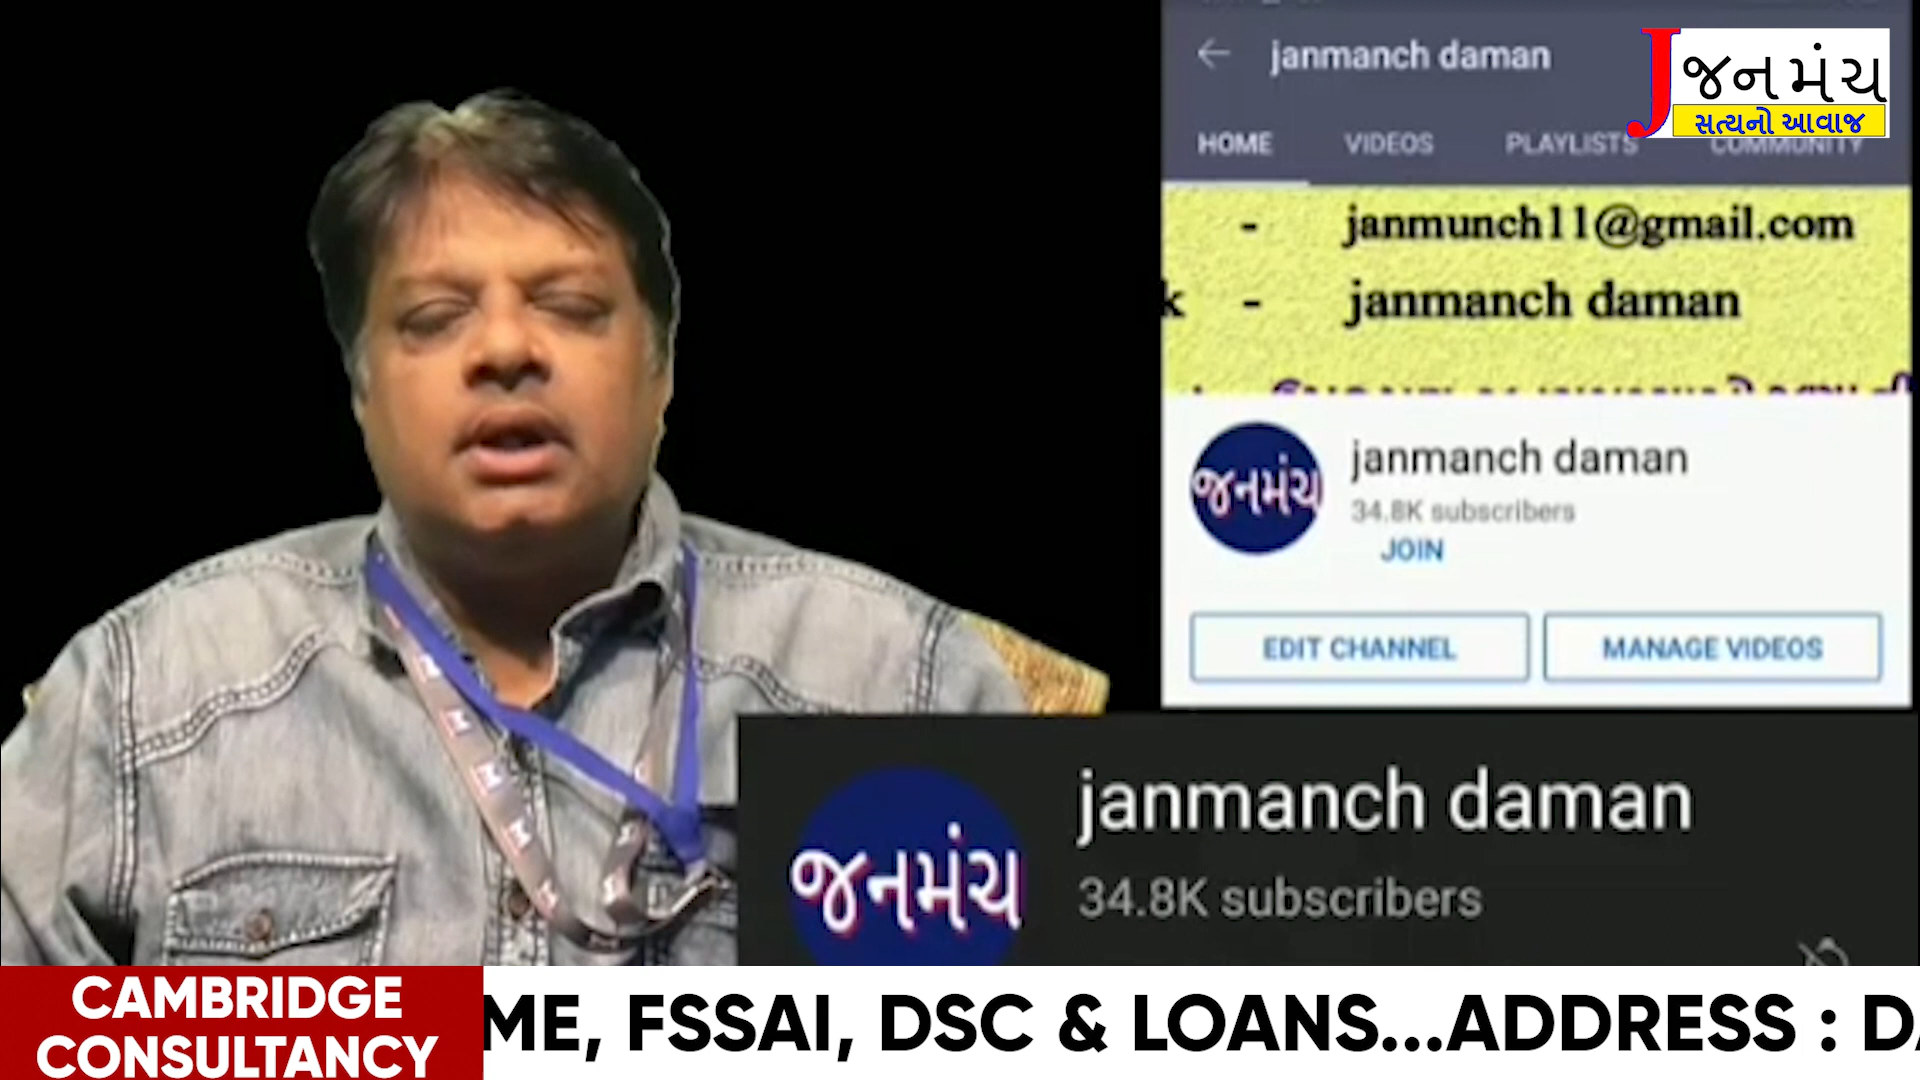 janmanch daman
જનમંચ
સત્યનો આવાજ
HOME VIDEOS PLAYLISTS COMMUNITY
- janmunch11@gmail.com
k - janmanch daman
જનમંચ
janmanch daman
34.8K subscribers
JOIN
EDIT CHANNEL MANAGE VIDEOS
જનમંચ
janmanch daman
34.8K subscribers
CAMBRIDGE
CONSULTANCY
ME, FSSAI, DSC & LOANS...ADDRESS : DA